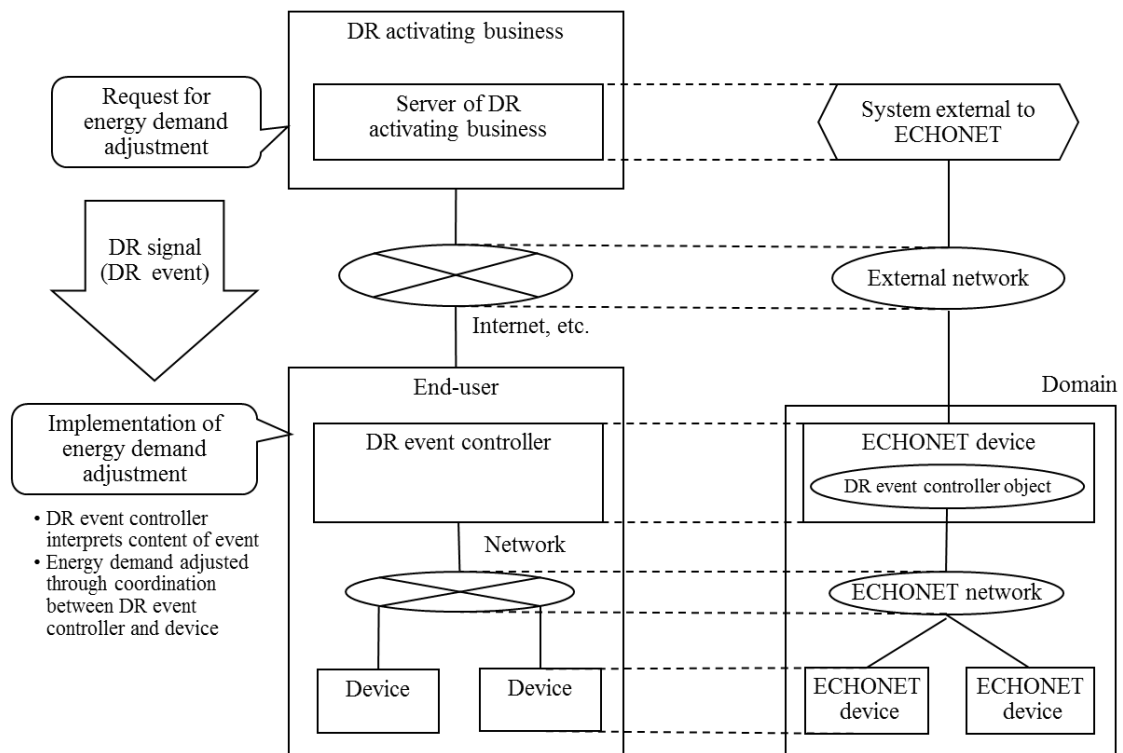 DR activating business
Request for
energy demand
adjustment
Server of DR
activating business
System external to
ECHONET
DR signal
(DR event)
External network
Internet, etc.
End-user
Domain
Implementation of
energy demand
adjustment
DR event controller
ECHONET device
DR event controller object
• DR event controller
interprets content of event
• Energy demand adjusted
through coordination
between DR event
controller and device
Network
ECHONET network
Device
Device
ECHONET
device
ECHONET
device